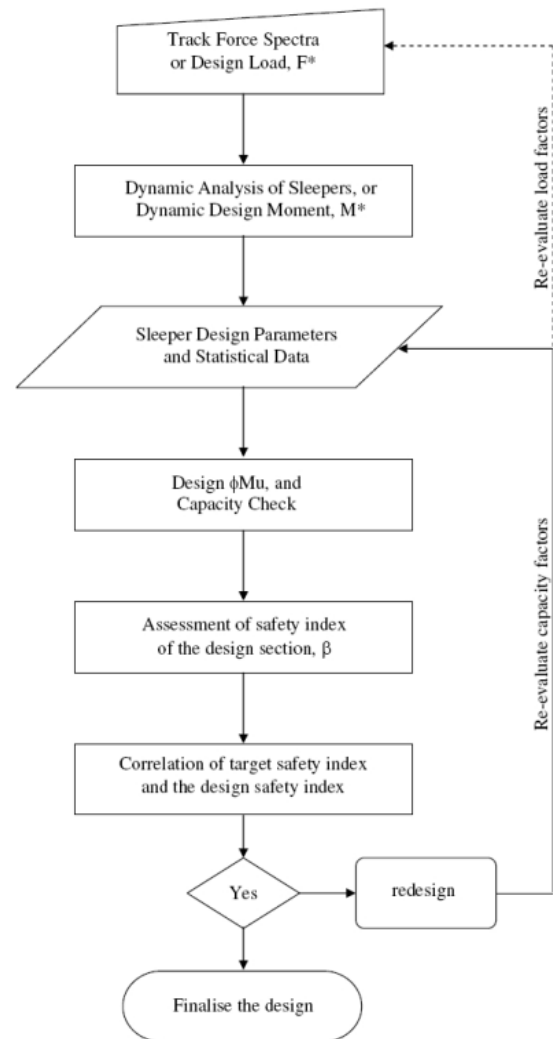 Track Force Spectra
or Design Load, F*
Dynamic Analysis of Sleepers, or
Dynamic Design Moment, M*
Sleeper Design Parameters
and Statistical Data
Design ϕMu, and
Capacity Check
Assessment of safety index
of the design section, β
Correlation of target safety index
and the design safety index
Yes
redesign
Finalise the design
Re-evaluate load factors
Re-evaluate capacity factors